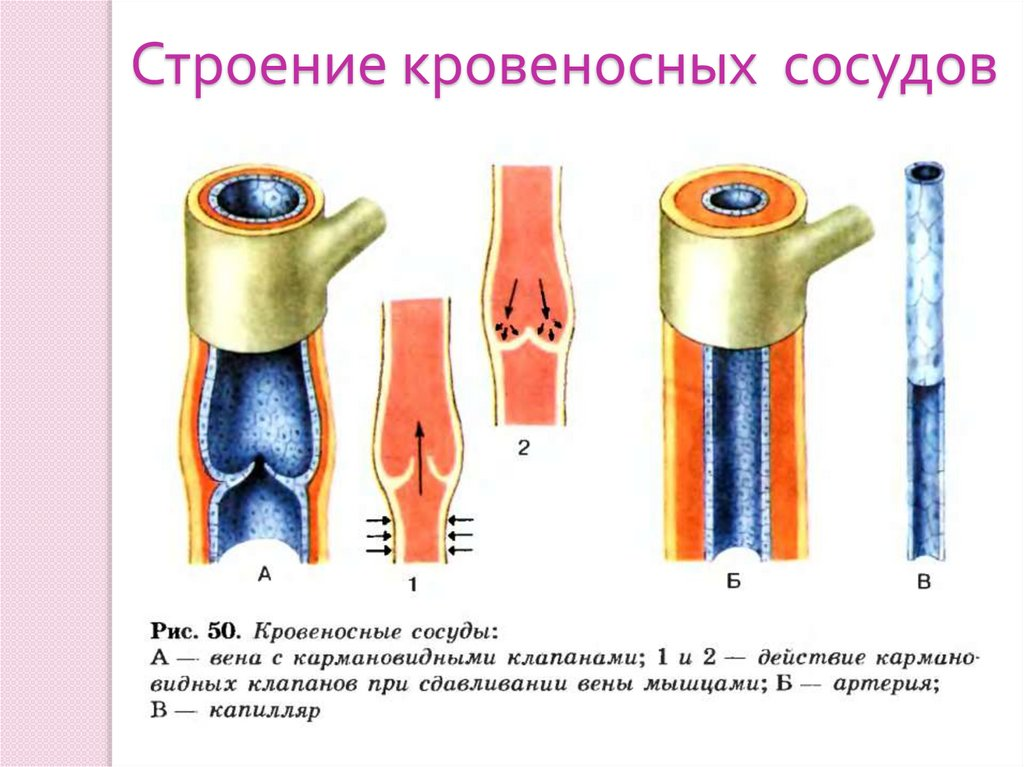 Строение кровеносных сосудов
2
А
1
Б
В
Рис. 50. Кровеносные сосуды:
А — вена с кармановидными клапанами; 1 и 2 — действие кармано-
видных клапанов при сдавливании вены мышцами; Б — артерия;
В — капилляр